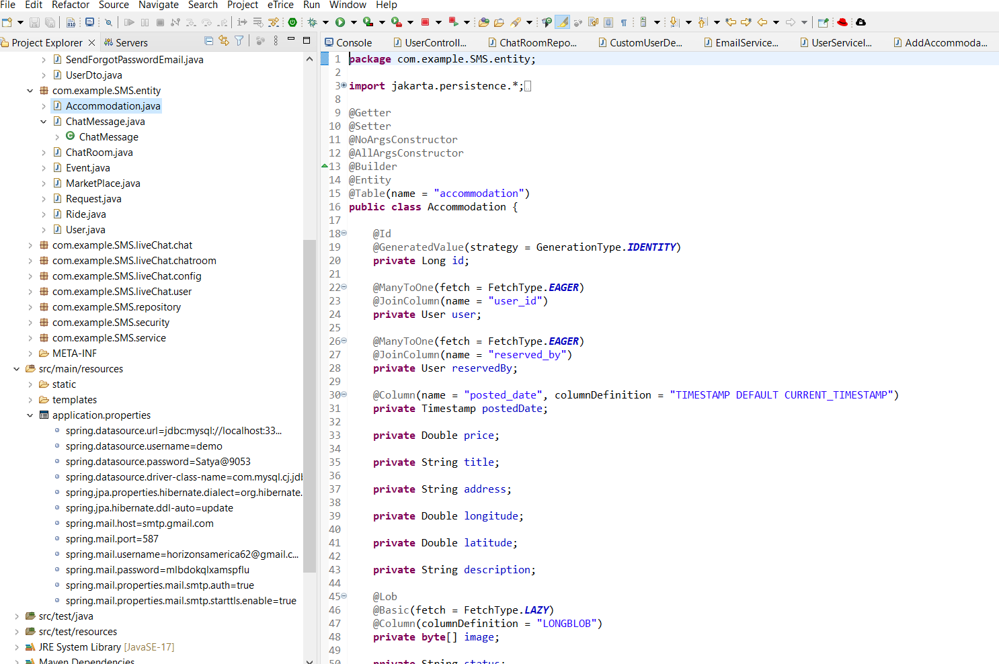 File Edit Refactor Source Navigate Search Project eTrice Run Window Help
Project Explorer
Servers
SendForgotPasswordEmail.java
UserDto.java
com.example.SMS.entity
Accommodation.java
ChatMessage.java
ChatMessage
ChatRoom.java
Event.java
MarketPlace.java
Request.java
Ride.java
User.java
com.example.SMS.liveChat.chat
com.example.SMS.liveChat.chatroom
com.example.SMS.liveChat.config
com.example.SMS.liveChat.user
com.example.SMS.repository
com.example.SMS.security
com.example.SMS.service
META-INF
src/main/resources
static
templates
application.properties
spring.datasource.url=jdbc:mysql://localhost:33...
spring.datasource.username=demo
spring.datasource.password=Satya@9053
spring.datasource.driver-class-name=com.mysql.cj.jdb
spring.jpa.properties.hibernate.dialect=org.hibernate.
spring.jpa.hibernate.ddl-auto=update
spring.mail.host=smtp.gmail.com
spring.mail.port=587
spring.mail.username=horizonsamerica62@gmail.c...
spring.mail.password=mlbdokqlxamspflu
spring.mail.properties.mail.smtp.auth=true
spring.mail.properties.mail.smtp.starttls.enable=true
src/test/java
src/test/resources
JRE System Library [JavaSE-17]
Maven Dependencies
Console UserControll... ChatRoomRepo... CustomUserDe... EmailService... UserServiceI... AddAccommoda...
1 package com.example.SMS.entity;
2
3 import jakarta.persistence.*;
8
9 @Getter
10 @Setter
11 @NoArgsConstructor
12 @AllArgsConstructor
13 @Builder
14 @Entity
15 @Table(name = "accommodation")
16 public class Accommodation {
17
18 @Id
19 @GeneratedValue(strategy = GenerationType.IDENTITY)
20 private Long id;
21
22 @ManyToOne(fetch = FetchType.EAGER)
23 @JoinColumn(name = "user_id")
24 private User user;
25
26 @ManyToOne(fetch = FetchType.EAGER)
27 @JoinColumn(name = "reserved_by")
28 private User reservedBy;
29
30 @Column(name = "posted_date", columnDefinition = "TIMESTAMP DEFAULT CURRENT_TIMESTAMP")
31 private Timestamp postedDate;
32
33 private Double price;
34
35 private String title;
36
37 private String address;
38
39 private Double longitude;
40
41 private Double latitude;
42
43 private String description;
44
45 @Lob
46 @Basic(fetch = FetchType.LAZY)
47 @Column(columnDefinition = "LONGBLOB")
48 private byte[] image;
49
50 private String status;